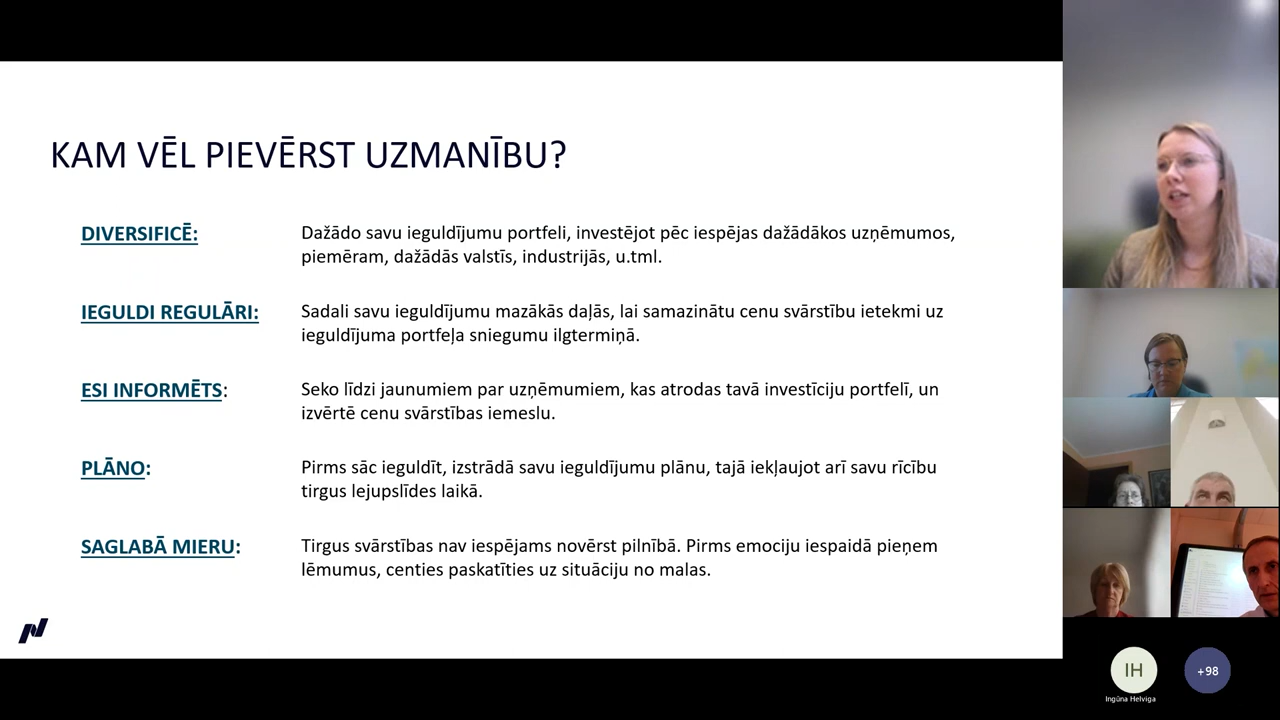 KAM VĒL PIEVĒRST UZMANĪBU?
DIVERSIFICĒ:
Dažādo savu ieguldījumu portfeli, investējot pēc iespējas dažādākos uzņēmumos,
piemēram, dažādās valstīs, industrijās, u.tml.
IEGULDI REGULĀRI:
Sadali savu ieguldījumu mazākās daļās, lai samazinātu cenu svārstību ietekmi uz
ieguldījuma portfeļa sniegumu ilgtermiņā.
ESI INFORMĒTS:
Seko līdzi jaunumiem par uzņēmumiem, kas atrodas tavā investīciju portfelī, un
izvērtē cenu svārstības iemeslu.
PLĀNO:
Pirms sāc ieguldīt, izstrādā savu ieguldījumu plānu, tajā iekļaujot arī savu rīcību
tirgus lejupslīdes laikā.
SAGLABĀ MIERU:
Tirgus svārstības nav iespējams novērst pilnībā. Pirms emociju iespaidā pieņem
lēmumus, centies paskatīties uz situāciju no malas.
IH
Ingūna Helviga
+98